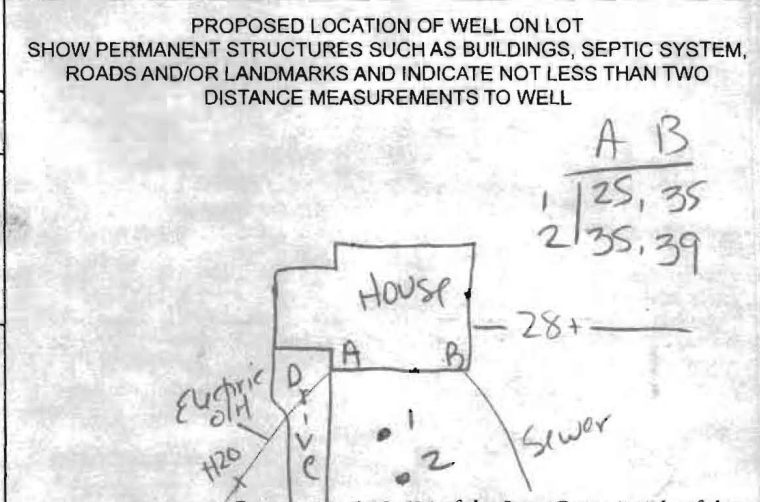 PROPOSED LOCATION OF WELL ON LOT
SHOW PERMANENT STRUCTURES SUCH AS BUILDINGS, SEPTIC SYSTEM,
ROADS AND/OR LANDMARKS AND INDICATE NOT LESS THAN TWO
DISTANCE MEASUREMENTS TO WELL
A B
1 25, 35
2 35, 39
House
28+
A B
Drive
Electric
O/H
H20
x
1
2
Sewer